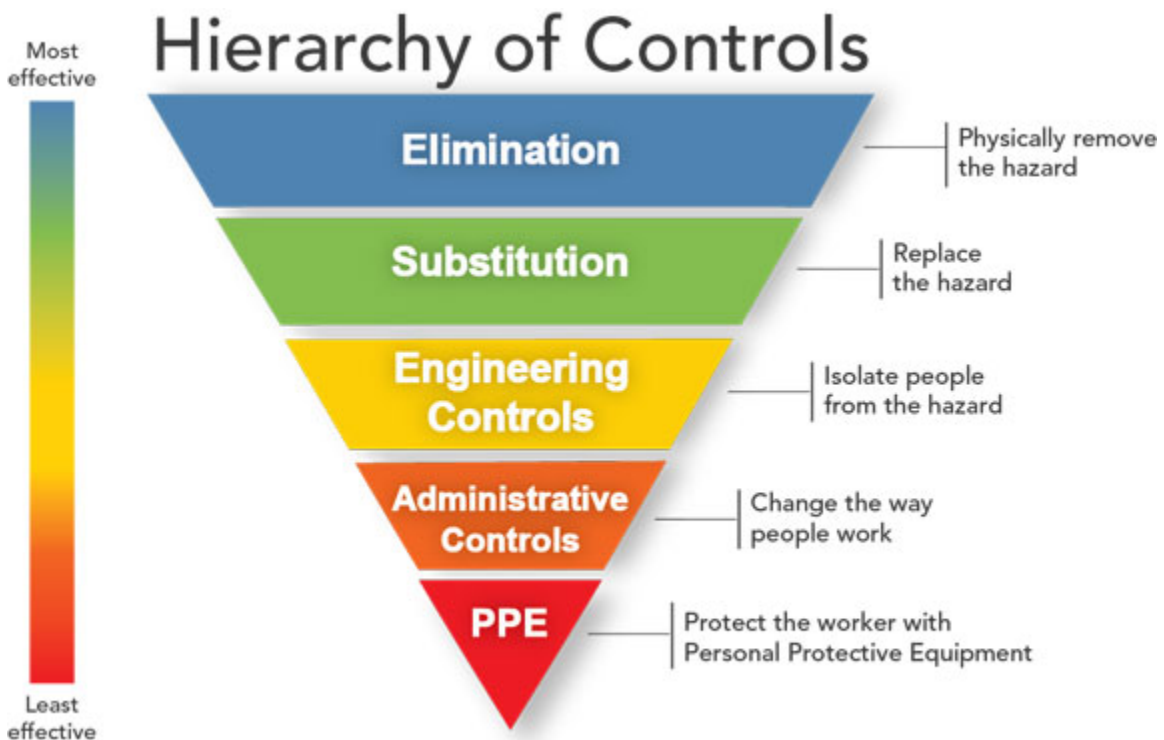 Hierarchy of Controls
Most
effective
Elimination
Physically remove
the hazard
Substitution
Replace
the hazard
Engineering
Controls
Isolate people
from the hazard
Administrative
Controls
Change the way
people work
PPE
Protect the worker with
Personal Protective Equipment
Least
effective